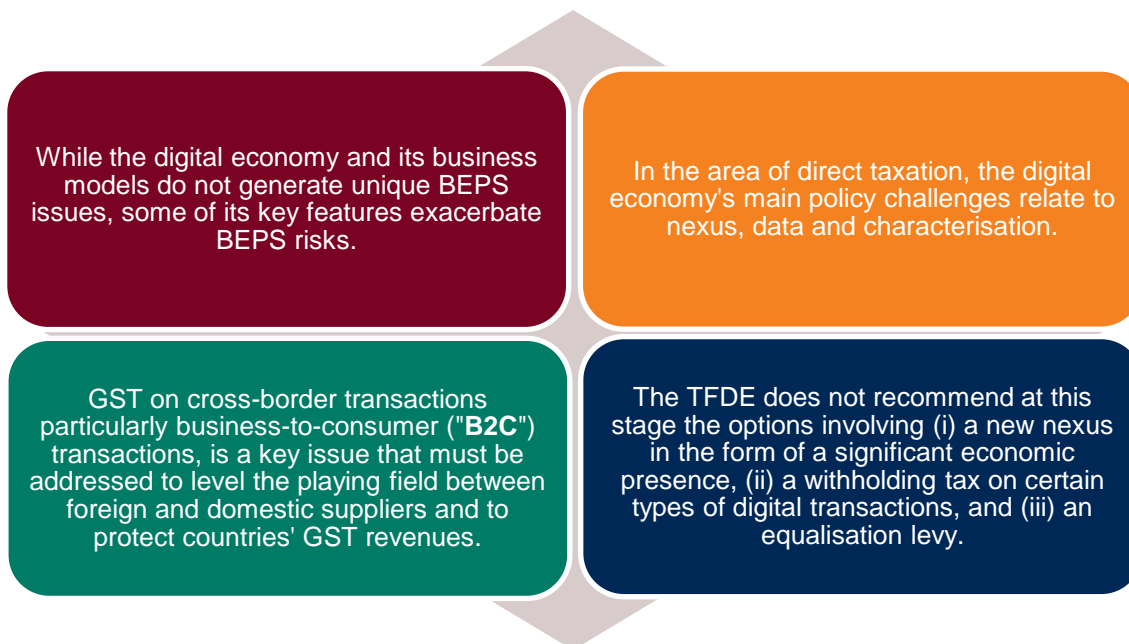 While the digital economy and its business
models do not generate unique BEPS
issues, some of its key features exacerbate
BEPS risks.
In the area of direct taxation, the digital
economy's main policy challenges relate to
nexus, data and characterisation.
GST on cross-border transactions
particularly business-to-consumer ("B2C")
transactions, is a key issue that must be
addressed to level the playing field between
foreign and domestic suppliers and to
protect countries' GST revenues.
The TFDE does not recommend at this
stage the options involving (i) a new nexus
in the form of a significant economic
presence, (ii) a withholding tax on certain
types of digital transactions, and (iii) an
equalisation levy.